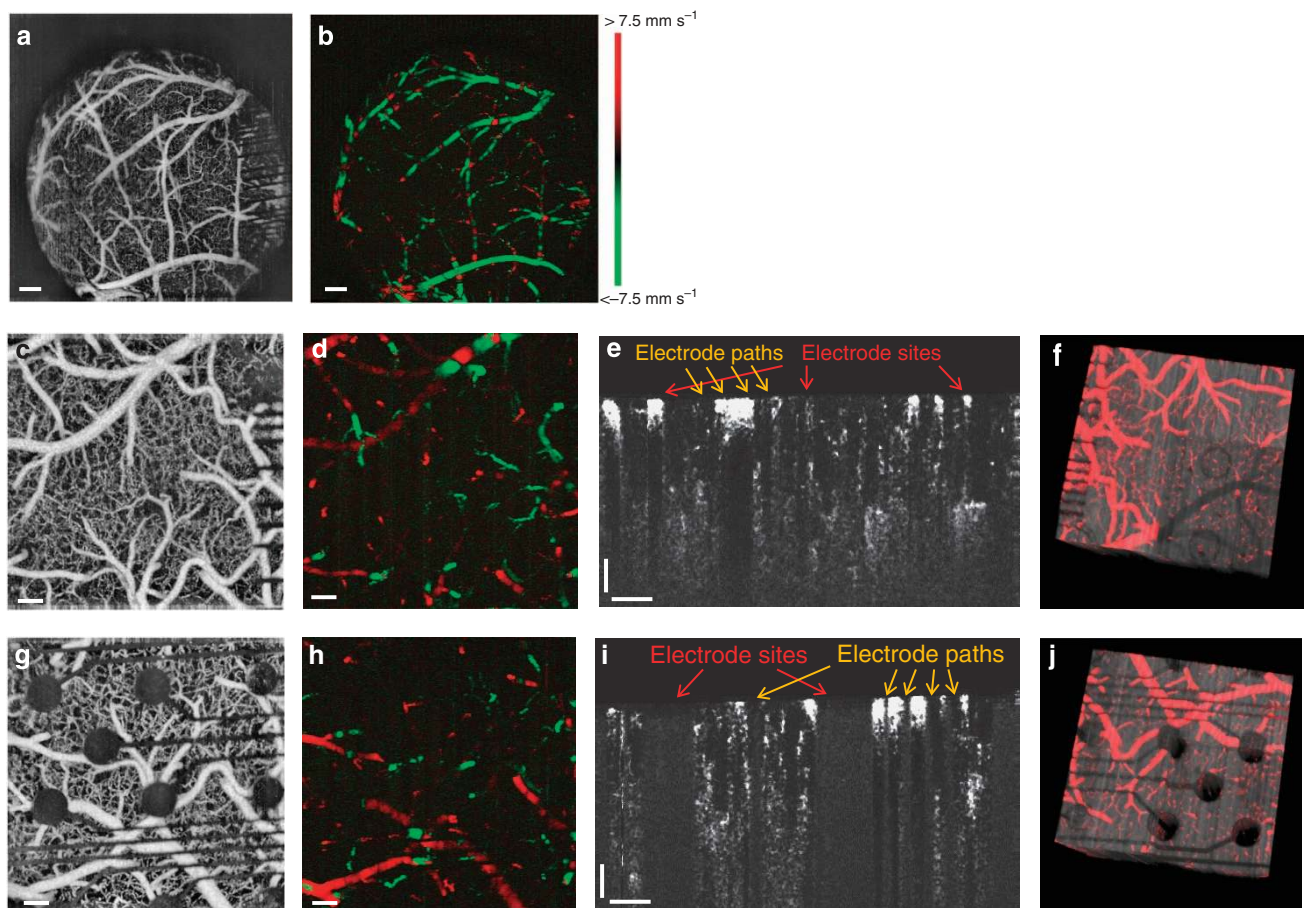 a
b
> 7.5 mm s⁻¹
<–7.5 mm s⁻¹
c
d
e
Electrode paths
Electrode sites
f
g
h
i
Electrode sites
Electrode paths
j